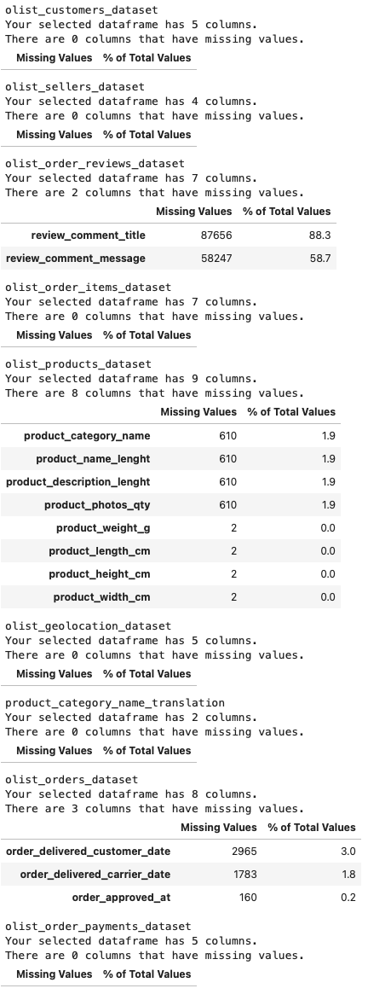 olist_customers_dataset
Your selected dataframe has 5 columns.
There are 0 columns that have missing values.
Missing Values % of Total Values
olist_sellers_dataset
Your selected dataframe has 4 columns.
There are 0 columns that have missing values.
Missing Values % of Total Values
olist_order_reviews_dataset
Your selected dataframe has 7 columns.
There are 2 columns that have missing values.
Missing Values % of Total Values
review_comment_title 87656 88.3
review_comment_message 58247 58.7
olist_order_items_dataset
Your selected dataframe has 7 columns.
There are 0 columns that have missing values.
Missing Values % of Total Values
olist_products_dataset
Your selected dataframe has 9 columns.
There are 8 columns that have missing values.
Missing Values % of Total Values
product_category_name 610 1.9
product_name_lenght 610 1.9
product_description_lenght 610 1.9
product_photos_qty 610 1.9
product_weight_g 2 0.0
product_length_cm 2 0.0
product_height_cm 2 0.0
product_width_cm 2 0.0
olist_geolocation_dataset
Your selected dataframe has 5 columns.
There are 0 columns that have missing values.
Missing Values % of Total Values
product_category_name_translation
Your selected dataframe has 2 columns.
There are 0 columns that have missing values.
Missing Values % of Total Values
olist_orders_dataset
Your selected dataframe has 8 columns.
There are 3 columns that have missing values.
Missing Values % of Total Values
order_delivered_customer_date 2965 3.0
order_delivered_carrier_date 1783 1.8
order_approved_at 160 0.2
olist_order_payments_dataset
Your selected dataframe has 5 columns.
There are 0 columns that have missing values.
Missing Values % of Total Values